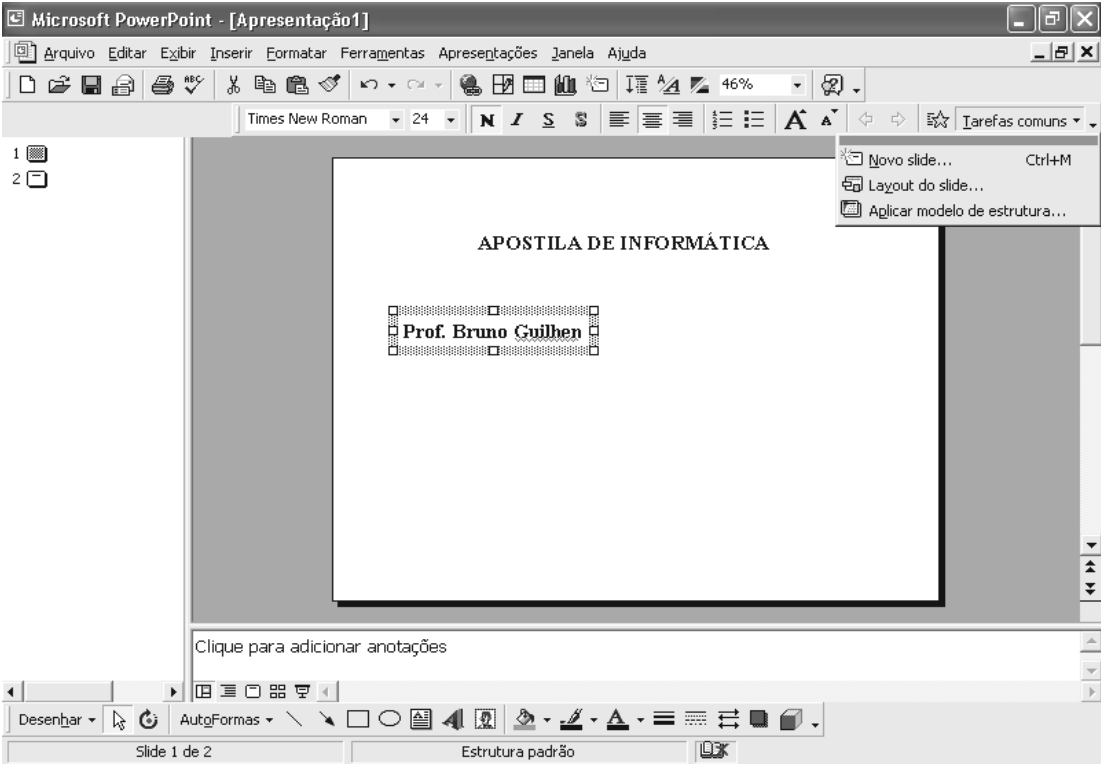 Microsoft PowerPoint - [Apresentação1]
Arquivo Editar Exibir Inserir Formatar Ferramentas Apresentações Janela Ajuda
ABC 46%
Times New Roman 24 N I S S A A Tarefas comuns
Novo slide... Ctrl+M
Layout do slide...
Aplicar modelo de estrutura...
1
2
APOSTILA DE INFORMÁTICA
Prof. Bruno Guilhen
Clique para adicionar anotações
Desenhar AutoFormas A
Slide 1 de 2 Estrutura padrão